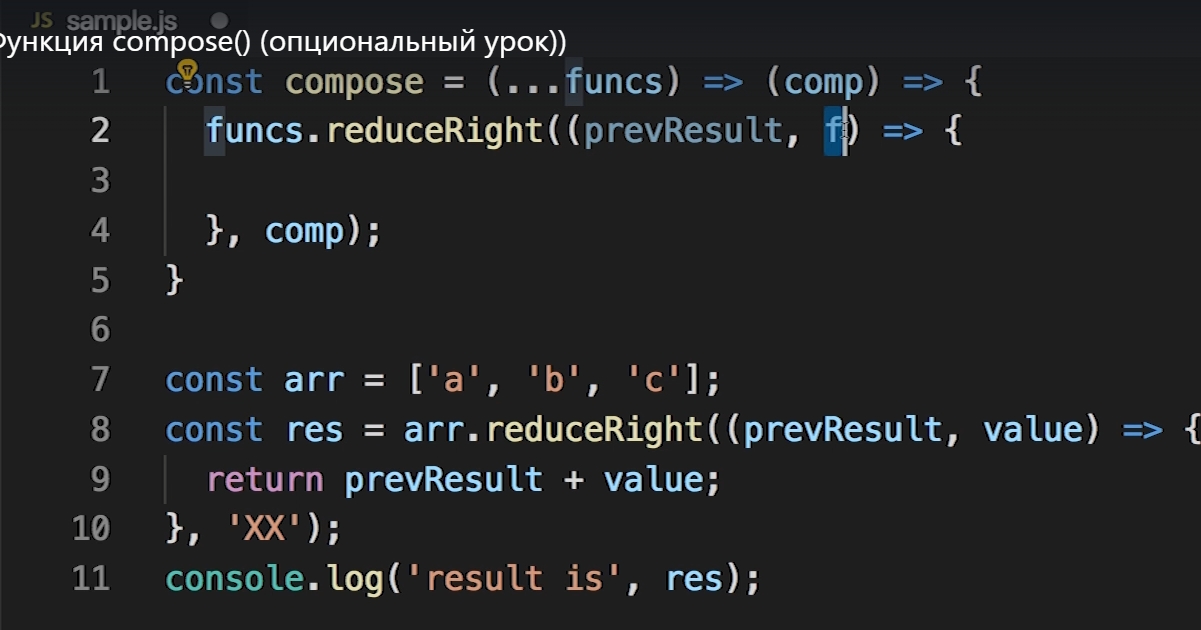 JS sample.js
Функция compose() (опциональный урок))
1 const compose = (...funcs) => (comp) => {
2 funcs.reduceRight((prevResult, f) => {
3
4 }, comp);
5 }
6
7 const arr = ['a', 'b', 'c'];
8 const res = arr.reduceRight((prevResult, value) => {
9 return prevResult + value;
10 }, 'XX');
11 console.log('result is', res);